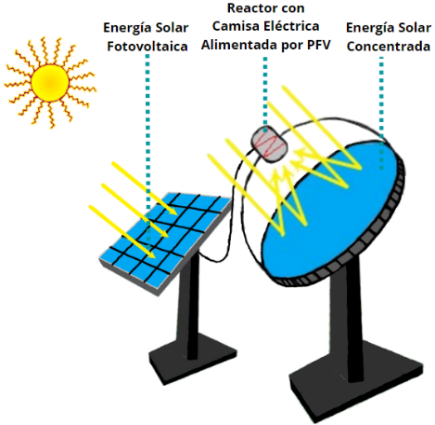 Energía Solar
Fotovoltaica
Reactor con
Camisa Eléctrica
Alimentada por PFV
Energía Solar
Concentrada